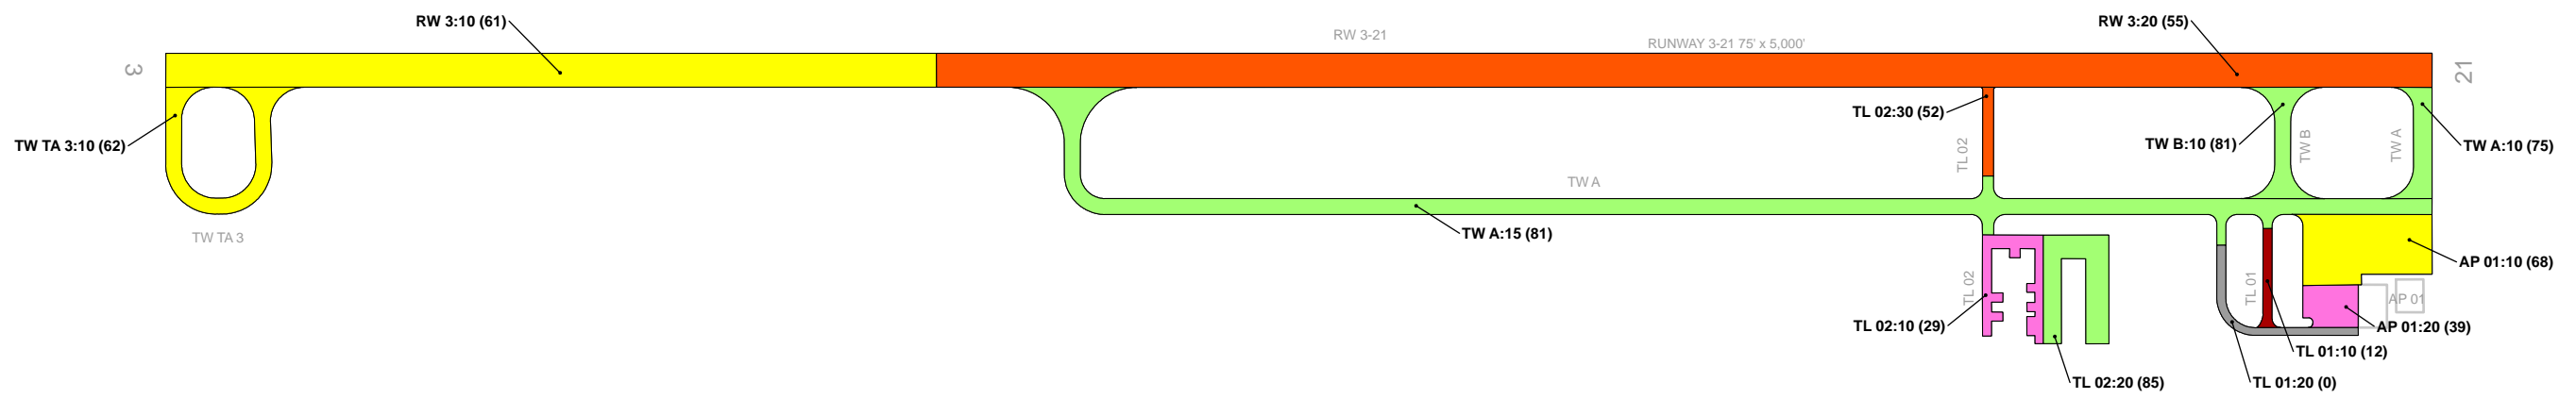 RW 3:10 (61)
RW 3-21
RUNWAY 3-21 75' x 5,000'
RW 3:20 (55)
3
21
TL 02:30 (52)
TW TA 3:10 (62)
TW B:10 (81)
TW B
TW A
TW A:10 (75)
TL 02
TW A
TW TA 3
TW A:15 (81)
AP 01:10 (68)
TL 02
TL 01
AP 01
TL 02:10 (29)
AP 01:20 (39)
TL 01:10 (12)
TL 02:20 (85)
TL 01:20 (0)